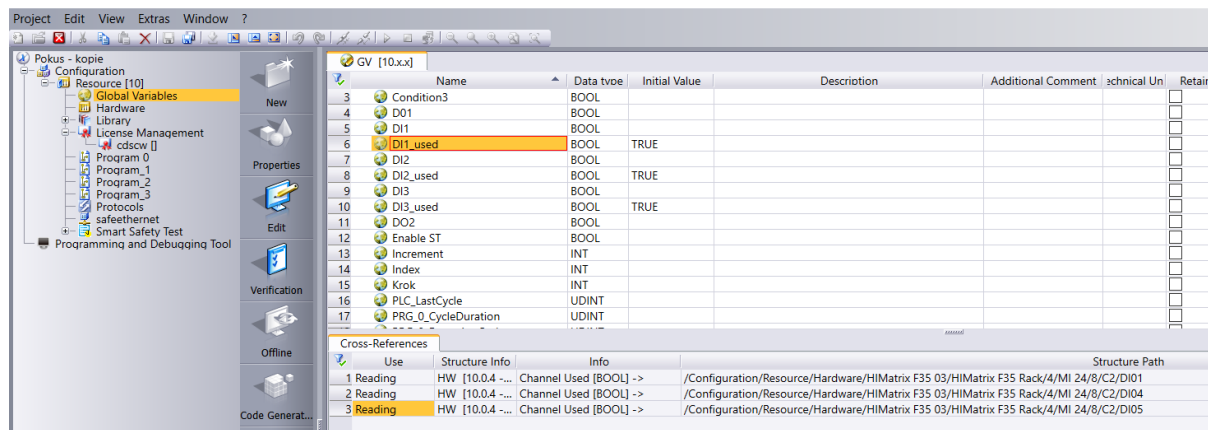 Project Edit View Extras Window ?
Pokus - kopie
Configuration
Resource [10]
Global Variables
Hardware
Library
License Management
cdscw []
Program 0
Program_1
Program_2
Program_3
Protocols
safeethernet
Smart Safety Test
Programming and Debugging Tool
New
Properties
Edit
Verification
Offline
Code Generat...
GV [10.x.x]
Name Data type Initial Value Description Additional Comment echnical Un Retain
3 Condition3 BOOL
4 D01 BOOL
5 DI1 BOOL
6 DI1_used BOOL TRUE
7 DI2 BOOL
8 DI2_used BOOL TRUE
9 DI3 BOOL
10 DI3_used BOOL TRUE
11 DO2 BOOL
12 Enable ST BOOL
13 Increment INT
14 Index INT
15 Krok INT
16 PLC_LastCycle UDINT
17 PRG_0_CycleDuration UDINT
Cross-References
Use Structure Info Info Structure Path
1 Reading HW [10.0.4 -... Channel Used [BOOL] -> /Configuration/Resource/Hardware/HIMatrix F35 03/HIMatrix F35 Rack/4/MI 24/8/C2/DI01
2 Reading HW [10.0.4 -... Channel Used [BOOL] -> /Configuration/Resource/Hardware/HIMatrix F35 03/HIMatrix F35 Rack/4/MI 24/8/C2/DI04
3 Reading HW [10.0.4 -... Channel Used [BOOL] -> /Configuration/Resource/Hardware/HIMatrix F35 03/HIMatrix F35 Rack/4/MI 24/8/C2/DI05